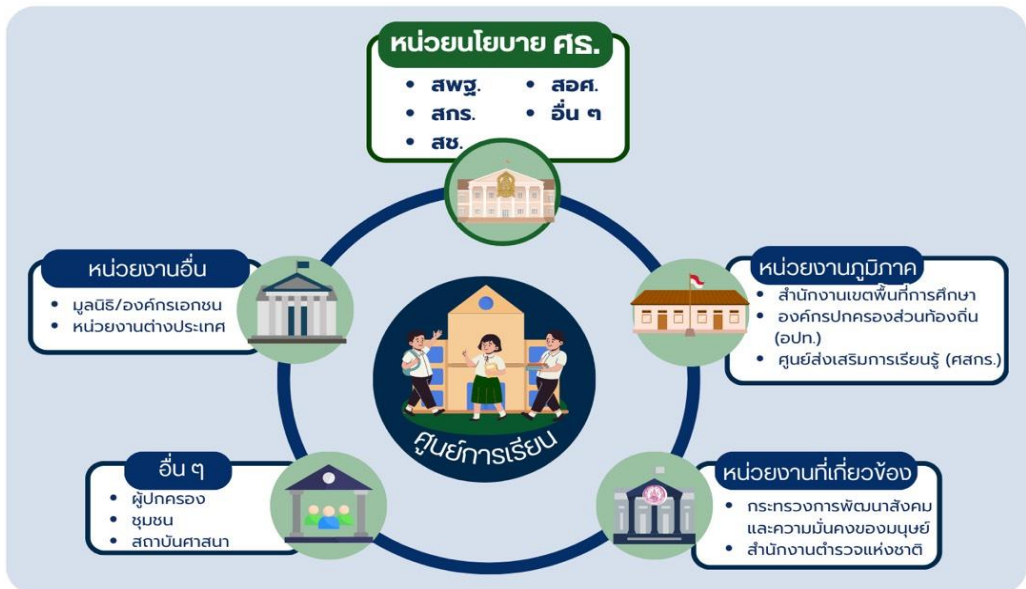 หน่วยนโยบาย ศธ.
• สพฐ.
• สกร.
• สช.
• สอศ.
• อื่น ๆ
หน่วยงานอื่น
• มูลนิธิ/องค์กรเอกชน
• หน่วยงานต่างประเทศ
หน่วยงานภูมิภาค
• สำนักงานเขตพื้นที่การศึกษา
• องค์กรปกครองส่วนท้องถิ่น
(อปท.)
• ศูนย์ส่งเสริมการเรียนรู้ (ศสกร.)
ศูนย์การเรียน
อื่น ๆ
• ผู้ปกครอง
• ชุมชน
• สถาบันศาสนา
หน่วยงานที่เกี่ยวข้อง
• กระทรวงการพัฒนาสังคม
และความมั่นคงของมนุษย์
• สำนักงานตำรวจแห่งชาติ